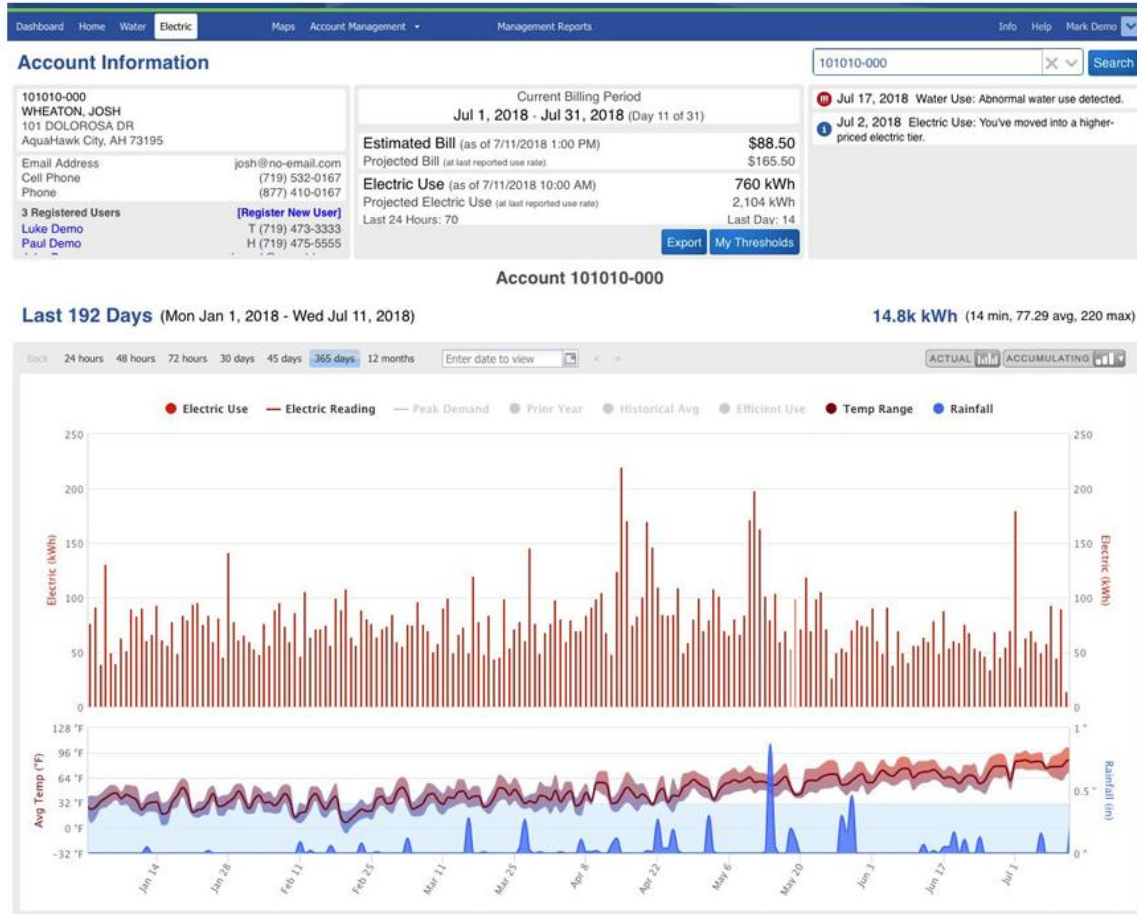 Dashboard Home Water Electric Maps Account Management Management Reports Info Help Mark Demo
Account Information
101010-000 Search
101010-000
WHEATON, JOSH
101 DOLOROSA DR
AquaHawk City, AH 73195
Email Address josh@no-email.com
Cell Phone (719) 532-0167
Phone (877) 410-0167
3 Registered Users [Register New User]
Luke Demo T (719) 473-3333
Paul Demo H (719) 475-5555
Current Billing Period
Jul 1, 2018 - Jul 31, 2018 (Day 11 of 31)
Estimated Bill (as of 7/11/2018 1:00 PM) $88.50
Projected Bill (at last reported use rate) $165.50
Electric Use (as of 7/11/2018 10:00 AM) 760 kWh
Projected Electric Use (at last reported use rate) 2,104 kWh
Last 24 Hours: 70 Last Day: 14
Export My Thresholds
Jul 17, 2018 Water Use: Abnormal water use detected.
Jul 2, 2018 Electric Use: You've moved into a higher-
priced electric tier.
Account 101010-000
Last 192 Days (Mon Jan 1, 2018 - Wed Jul 11, 2018) 14.8k kWh (14 min, 77.29 avg, 220 max)
Back 24 hours 48 hours 72 hours 30 days 45 days 365 days 12 months Enter date to view ACTUAL ACCUMULATING
Electric Use Electric Reading Peak Demand Prior Year Historical Avg Efficient Use Temp Range Rainfall
250 250
200 200
150 150
100 100
50 50
0 0
Electric (kWh)
Electric (kWh)
128 °F 1"
96 °F
64 °F
32 °F 0.5"
0 °F
-32 °F 0"
Avg Temp (°F)
Rainfall (in)
Jan 14 Jan 28 Feb 11 Feb 25 Mar 11 Mar 25 Apr 8 Apr 22 May 6 May 20 Jun 3 Jun 17 Jul 1